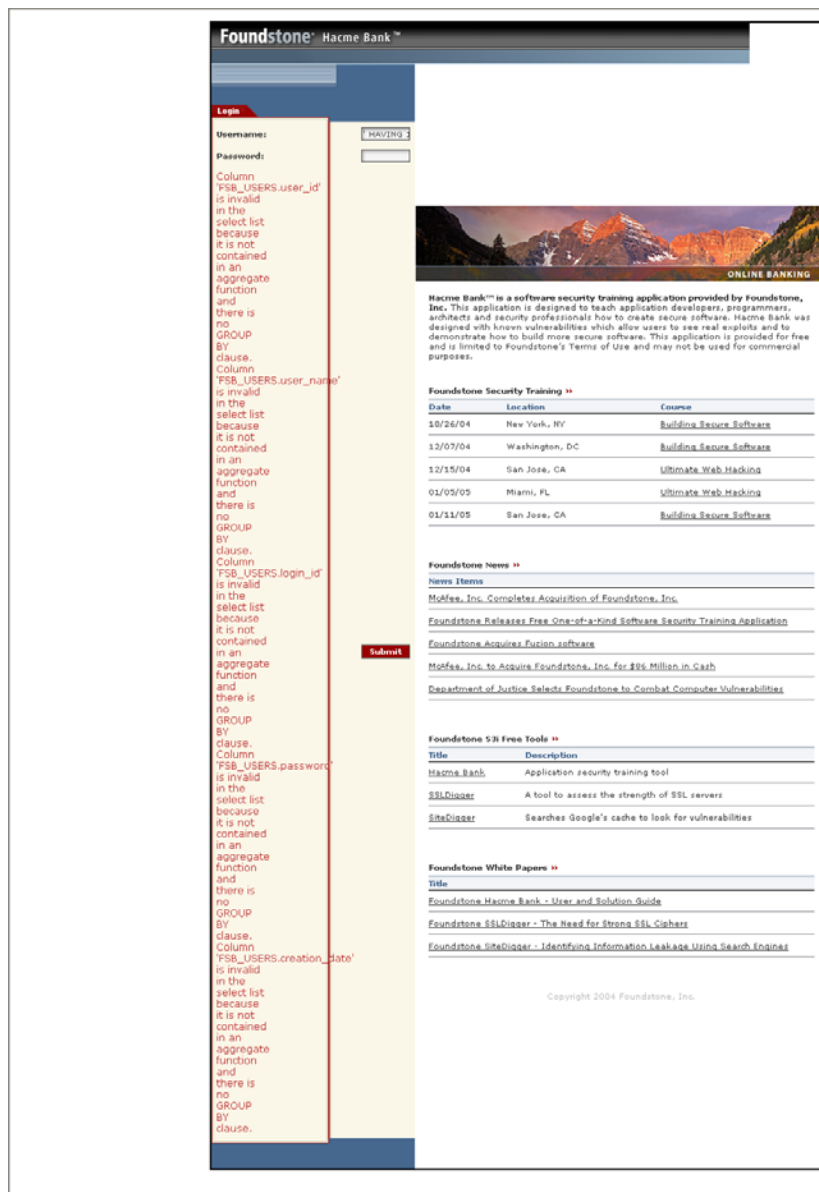 Foundstone® Hacme Bank ™
Login
Username:
' HAVING 1
Password:
Column
'FSB_USERS.user_id'
is invalid
in the
select list
because
it is not
contained
in an
aggregate
function
and
there is
no
GROUP
BY
clause.
Column
'FSB_USERS.user_name'
is invalid
in the
select list
because
it is not
contained
in an
aggregate
function
and
there is
no
GROUP
BY
clause.
Column
'FSB_USERS.login_id'
is invalid
in the
select list
because
it is not
contained
in an
aggregate
function
and
there is
no
GROUP
BY
clause.
Column
'FSB_USERS.password'
is invalid
in the
select list
because
it is not
contained
in an
aggregate
function
and
there is
no
GROUP
BY
clause.
Column
'FSB_USERS.creation_date'
is invalid
in the
select list
because
it is not
contained
in an
aggregate
function
and
there is
no
GROUP
BY
clause.
Submit
ONLINE BANKING
Hacme Bank™ is a software security training application provided by Foundstone,
Inc. This application is designed to teach application developers, programmers,
architects and security professionals how to create secure software. Hacme Bank was
designed with known vulnerabilities which allow users to see real exploits and to
demonstrate how to build more secure software. This application is provided for free
and is limited to Foundstone's Terms of Use and may not be used for commercial
purposes.
Foundstone Security Training »
Date Location Course
10/26/04 New York, NY Building Secure Software
12/07/04 Washington, DC Building Secure Software
12/15/04 San Jose, CA Ultimate Web Hacking
01/05/05 Miami, FL Ultimate Web Hacking
01/11/05 San Jose, CA Building Secure Software
Foundstone News »
News Items
McAfee, Inc. Completes Acquisition of Foundstone, Inc.
Foundstone Releases Free One-of-a-Kind Software Security Training Application
Foundstone Acquires Fuzion software
McAfee, Inc. to Acquire Foundstone, Inc. for $86 Million in Cash
Department of Justice Selects Foundstone to Combat Computer Vulnerabilities
Foundstone S3i Free Tools »
Title Description
Hacme Bank Application security training tool
SSLDigger A tool to assess the strength of SSL servers
SiteDigger Searches Google's cache to look for vulnerabilities
Foundstone White Papers »
Title
Foundstone Hacme Bank - User and Solution Guide
Foundstone SSLDigger - The Need for Strong SSL Ciphers
Foundstone SiteDigger - Identifying Information Leakage Using Search Engines
Copyright 2004 Foundstone, Inc.